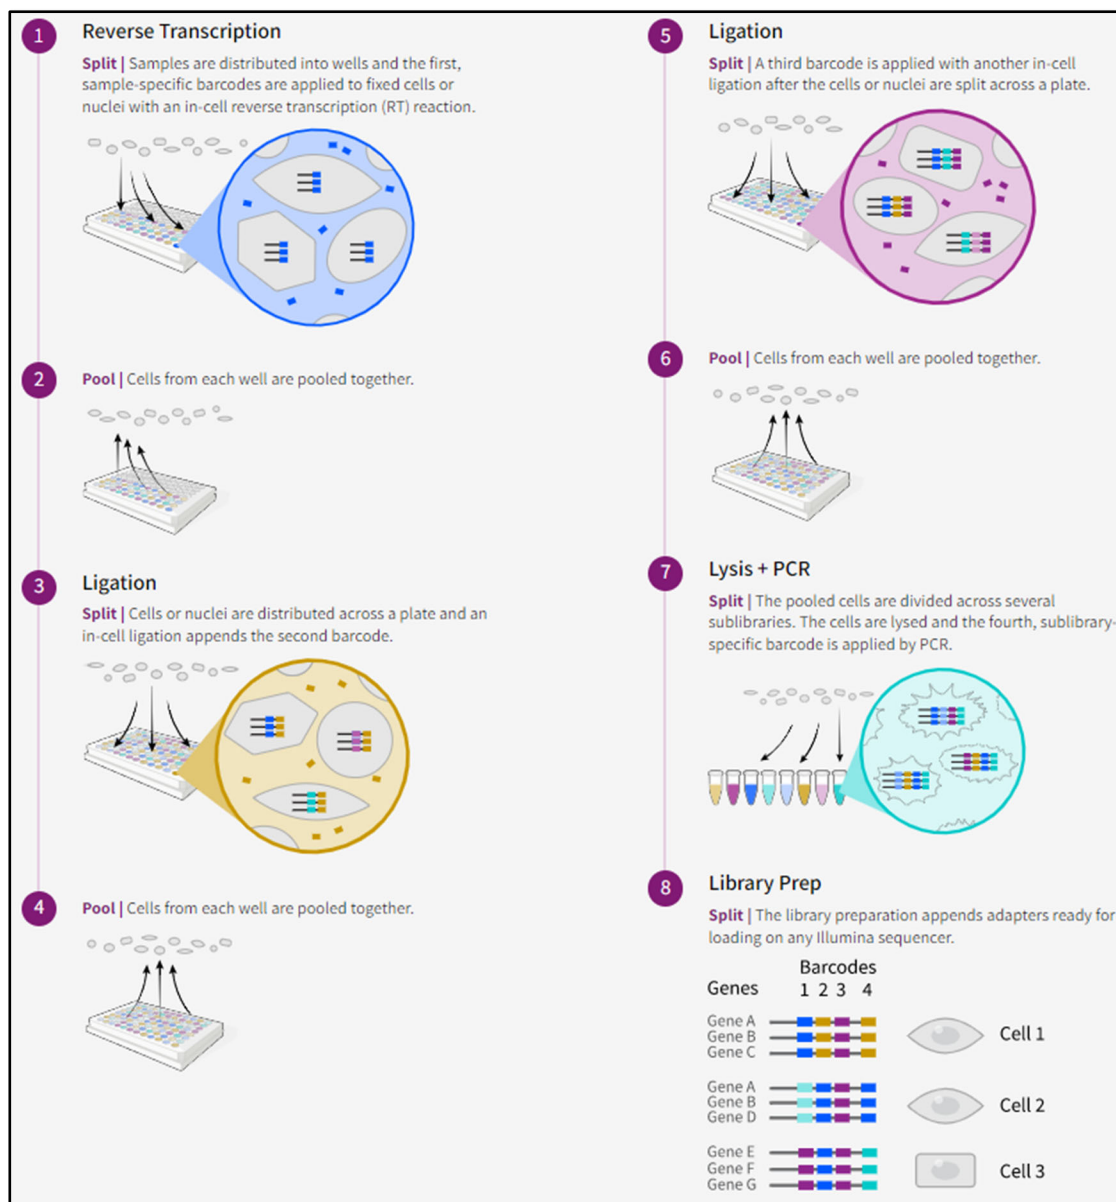 1
Reverse Transcription
Split | Samples are distributed into wells and the first,
sample-specific barcodes are applied to fixed cells or
nuclei with an in-cell reverse transcription (RT) reaction.
2
Pool | Cells from each well are pooled together.
3
Ligation
Split | Cells or nuclei are distributed across a plate and an
in-cell ligation appends the second barcode.
4
Pool | Cells from each well are pooled together.
5
Ligation
Split | A third barcode is applied with another in-cell
ligation after the cells or nuclei are split across a plate.
6
Pool | Cells from each well are pooled together.
7
Lysis + PCR
Split | The pooled cells are divided across several
sublibraries. The cells are lysed and the fourth, sublibrary-
specific barcode is applied by PCR.
8
Library Prep
Split | The library preparation appends adapters ready for
loading on any Illumina sequencer.
Barcodes
Genes 1 2 3 4
Gene A
Gene B
Gene C
Cell 1
Gene A
Gene B
Gene D
Cell 2
Gene E
Gene F
Gene G
Cell 3